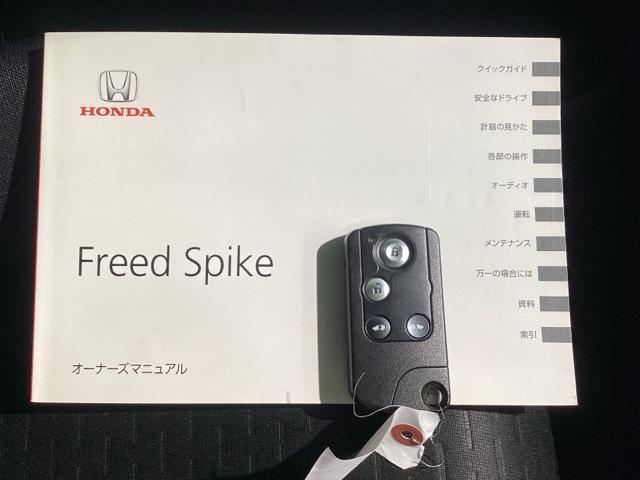 HONDA
Freed Spike
オーナーズマニュアル
クイックガイド
安全なドライブ
計器の見かた
各部の操作
オーディオ
運転
メンテナンス
万一の場合には
資料
索引